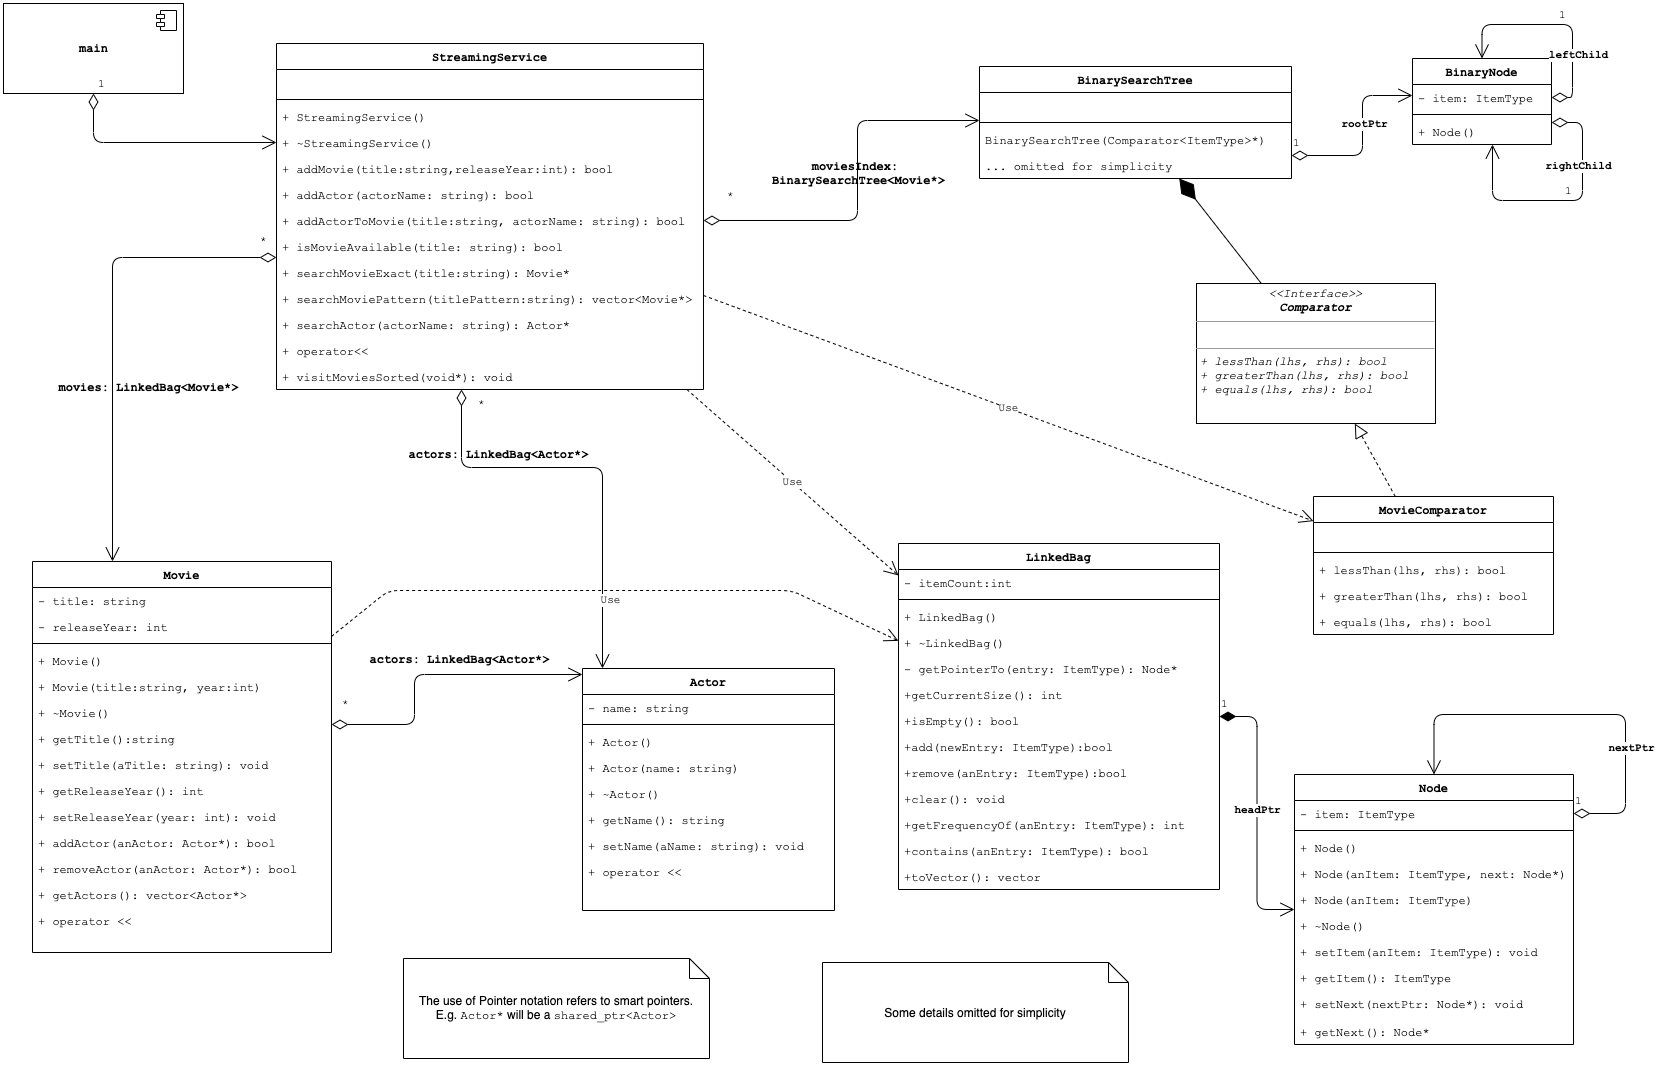 main
1
StreamingService
+ StreamingService()
+ ~StreamingService()
+ addMovie(title:string,releaseYear:int): bool
+ addActor(actorName: string): bool
+ addActorToMovie(title:string, actorName: string): bool
+ isMovieAvailable(title: string): bool
+ searchMovieExact(title:string): Movie*
+ searchMoviePattern(titlePattern:string): vector<Movie*>
+ searchActor(actorName: string): Actor*
+ operator<<
+ visitMoviesSorted(void*): void
*
moviesIndex:
BinarySearchTree<Movie*>
BinarySearchTree
BinarySearchTree(Comparator<ItemType>*)
... omitted for simplicity
1
rootPtr
BinaryNode
- item: ItemType
+ Node()
1
leftChild
rightChild
1
<<Interface>>
Comparator
+ lessThan(lhs, rhs): bool
+ greaterThan(lhs, rhs): bool
+ equals(lhs, rhs): bool
Use
MovieComparator
+ lessThan(lhs, rhs): bool
+ greaterThan(lhs, rhs): bool
+ equals(lhs, rhs): bool
*
movies: LinkedBag<Movie*>
*
actors: LinkedBag<Actor*>
Use
Movie
- title: string
- releaseYear: int
+ Movie()
+ Movie(title:string, year:int)
+ ~Movie()
+ getTitle():string
+ setTitle(aTitle: string): void
+ getReleaseYear(): int
+ setReleaseYear(year: int): void
+ addActor(anActor: Actor*): bool
+ removeActor(anActor: Actor*): bool
+ getActors(): vector<Actor*>
+ operator <<
Use
actors: LinkedBag<Actor*>
*
Actor
- name: string
+ Actor()
+ Actor(name: string)
+ ~Actor()
+ getName(): string
+ setName(aName: string): void
+ operator <<
LinkedBag
- itemCount:int
+ LinkedBag()
+ ~LinkedBag()
- getPointerTo(entry: ItemType): Node*
+getCurrentSize(): int
+isEmpty(): bool
+add(newEntry: ItemType):bool
+remove(anEntry: ItemType):bool
+clear(): void
+getFrequencyOf(anEntry: ItemType): int
+contains(anEntry: ItemType): bool
+toVector(): vector
1
headPtr
Node
- item: ItemType
+ Node()
+ Node(anItem: ItemType, next: Node*)
+ Node(anItem: ItemType)
+ ~Node()
+ setItem(anItem: ItemType): void
+ getItem(): ItemType
+ setNext(nextPtr: Node*): void
+ getNext(): Node*
1
nextPtr
The use of Pointer notation refers to smart pointers.
E.g. Actor* will be a shared_ptr<Actor>
Some details omitted for simplicity